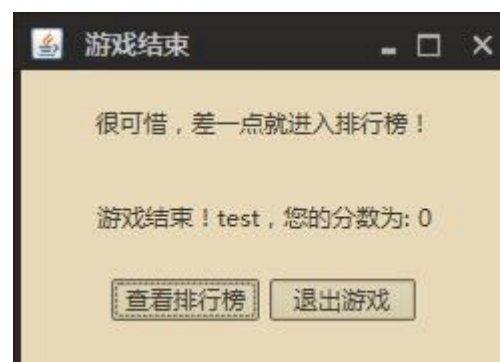 游戏结束
很可惜，差一点就进入排行榜！
游戏结束！test，您的分数为: 0
查看排行榜 退出游戏